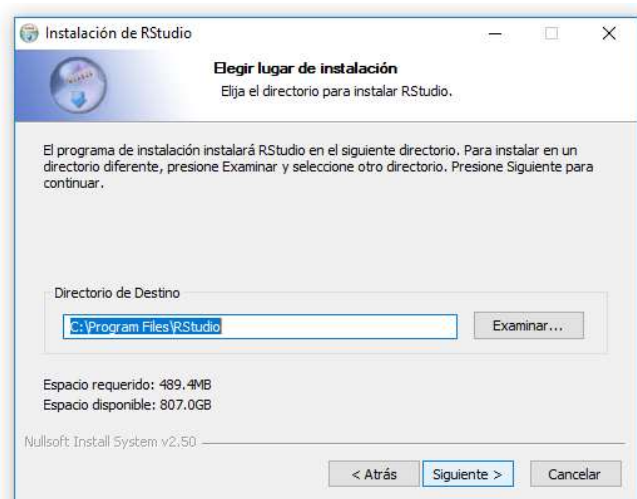 Instalación de RStudio
Elegir lugar de instalación
Elija el directorio para instalar RStudio.
El programa de instalación instalará RStudio en el siguiente directorio. Para instalar en un
directorio diferente, presione Examinar y seleccione otro directorio. Presione Siguiente para
continuar.
Directorio de Destino
C:\Program Files\RStudio
Examinar...
Espacio requerido: 489.4MB
Espacio disponible: 807.0GB
Nullsoft Install System v2.50
< Atrás
Siguiente >
Cancelar